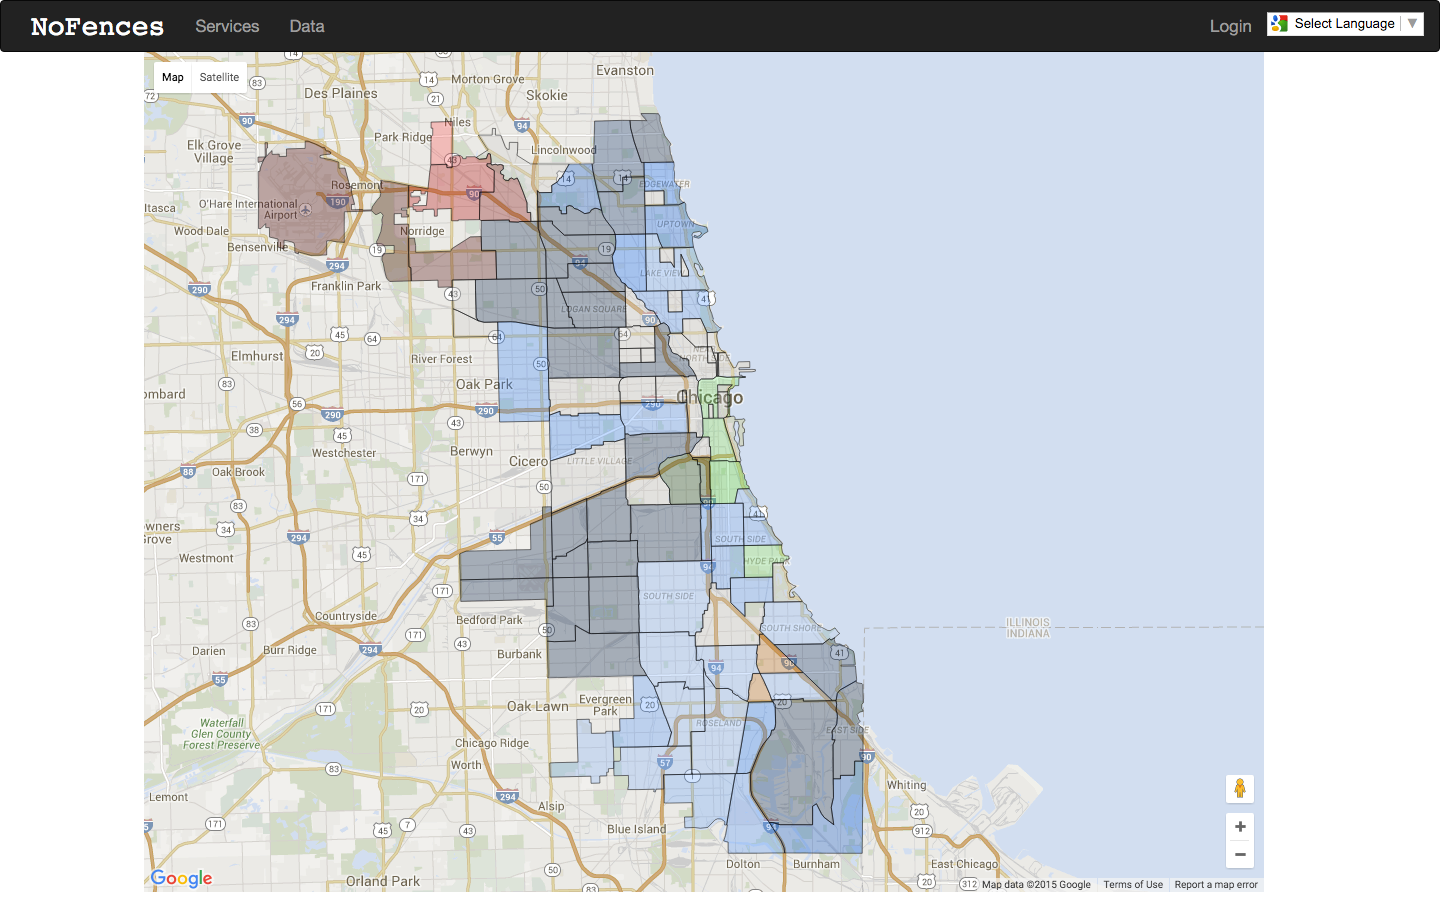 NoFences
Services
Data
Login
Select Language ▼
Map
Satellite
Evanston
Morton Grove
Skokie
Des Plaines
Niles
Park Ridge
Lincolnwood
Elk Grove
Village
Rosemont
EDGEWATER
O'Hare International
Airport
Itasca
Wood Dale
Norridge
UPTOWN
Bensenville
LAKE VIEW
Franklin Park
LOGAN SQUARE
Elmhurst
River Forest
NEAR
NORTH SIDE
Oak Park
ombard
Chicago
Westchester
Berwyn
Cicero
LITTLE VILLAGE
Oak Brook
owners
Grove
Westmont
SOUTH SIDE
HYDE PARK
SOUTH SIDE
Countryside
Bedford Park
ILLINOIS
INDIANA
SOUTH SHORE
Darien
Burr Ridge
Burbank
Evergreen
Park
Oak Lawn
Waterfall
Glen County
Forest Preserve
ROSELAND
EAST SIDE
Chicago Ridge
Worth
Whiting
Lemont
Alsip
Blue Island
Dolton
Burnham
East Chicago
Orland Park
Google
Map data ©2015 Google
Terms of Use
Report a map error